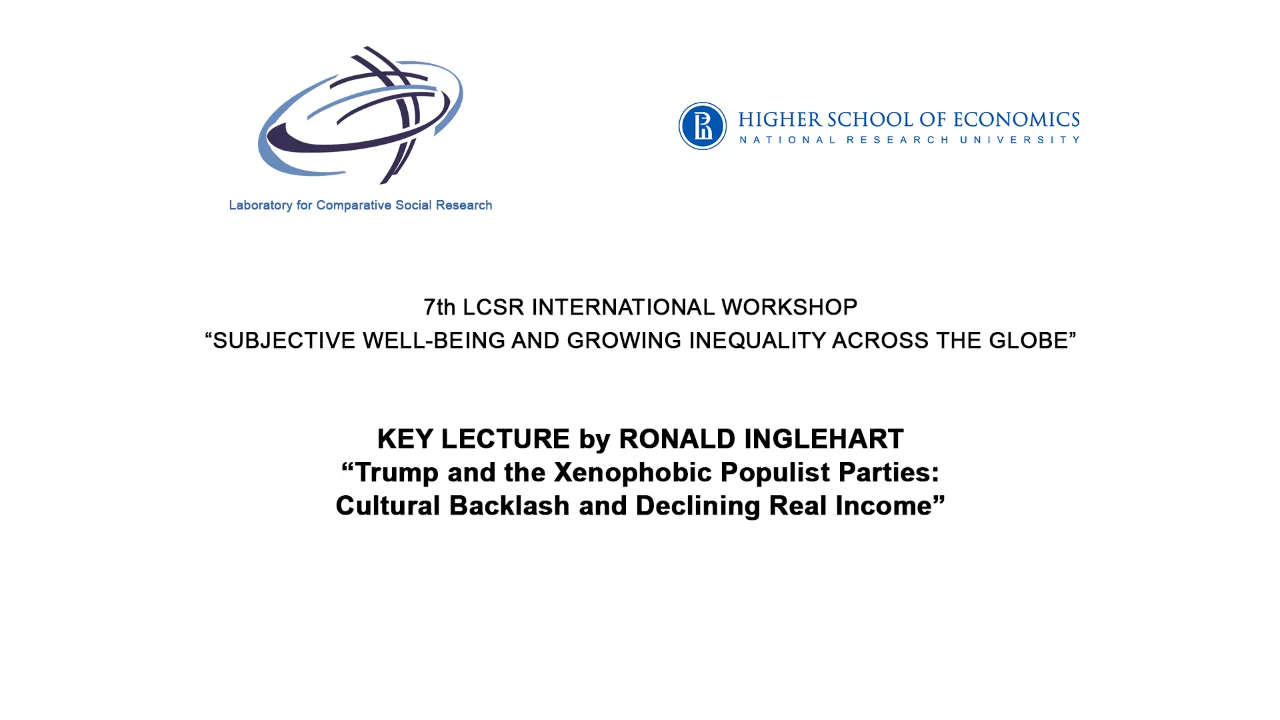 Laboratory for Comparative Social Research
HIGHER SCHOOL OF ECONOMICS
NATIONAL RESEARCH UNIVERSITY
7th LCSR INTERNATIONAL WORKSHOP
“SUBJECTIVE WELL-BEING AND GROWING INEQUALITY ACROSS THE GLOBE”
KEY LECTURE by RONALD INGLEHART
“Trump and the Xenophobic Populist Parties:
Cultural Backlash and Declining Real Income”